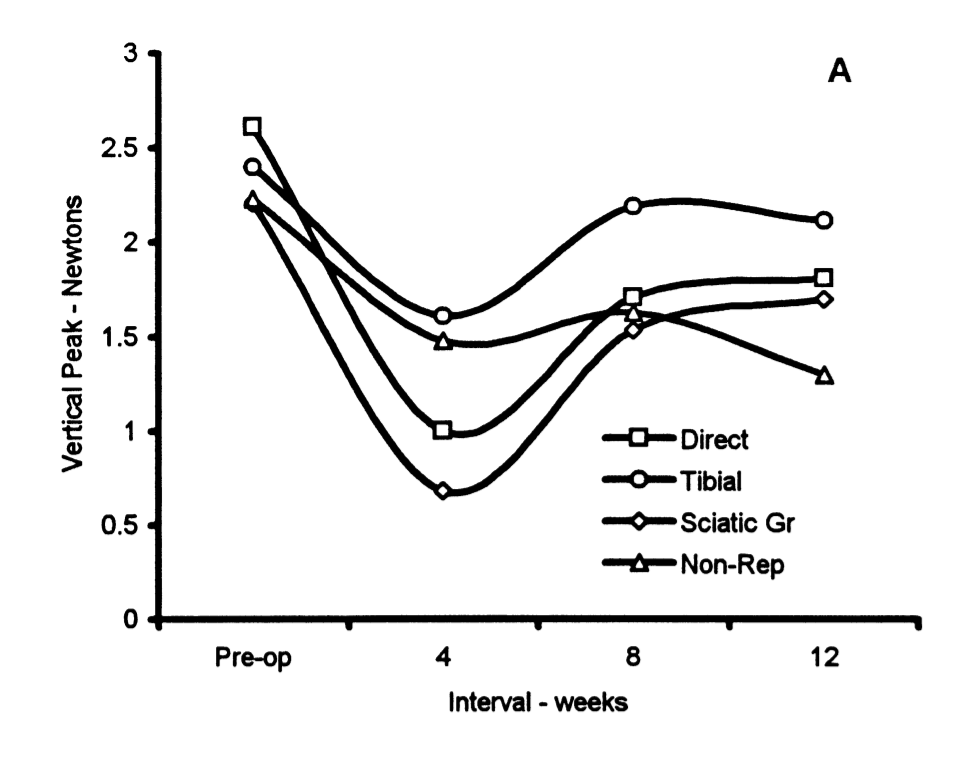 A
3
2.5
2
1.5
1
0.5
0
Vertical Peak - Newtons
Direct
Tibial
Sciatic Gr
Non-Rep
Pre-op 4 8 12
Interval - weeks